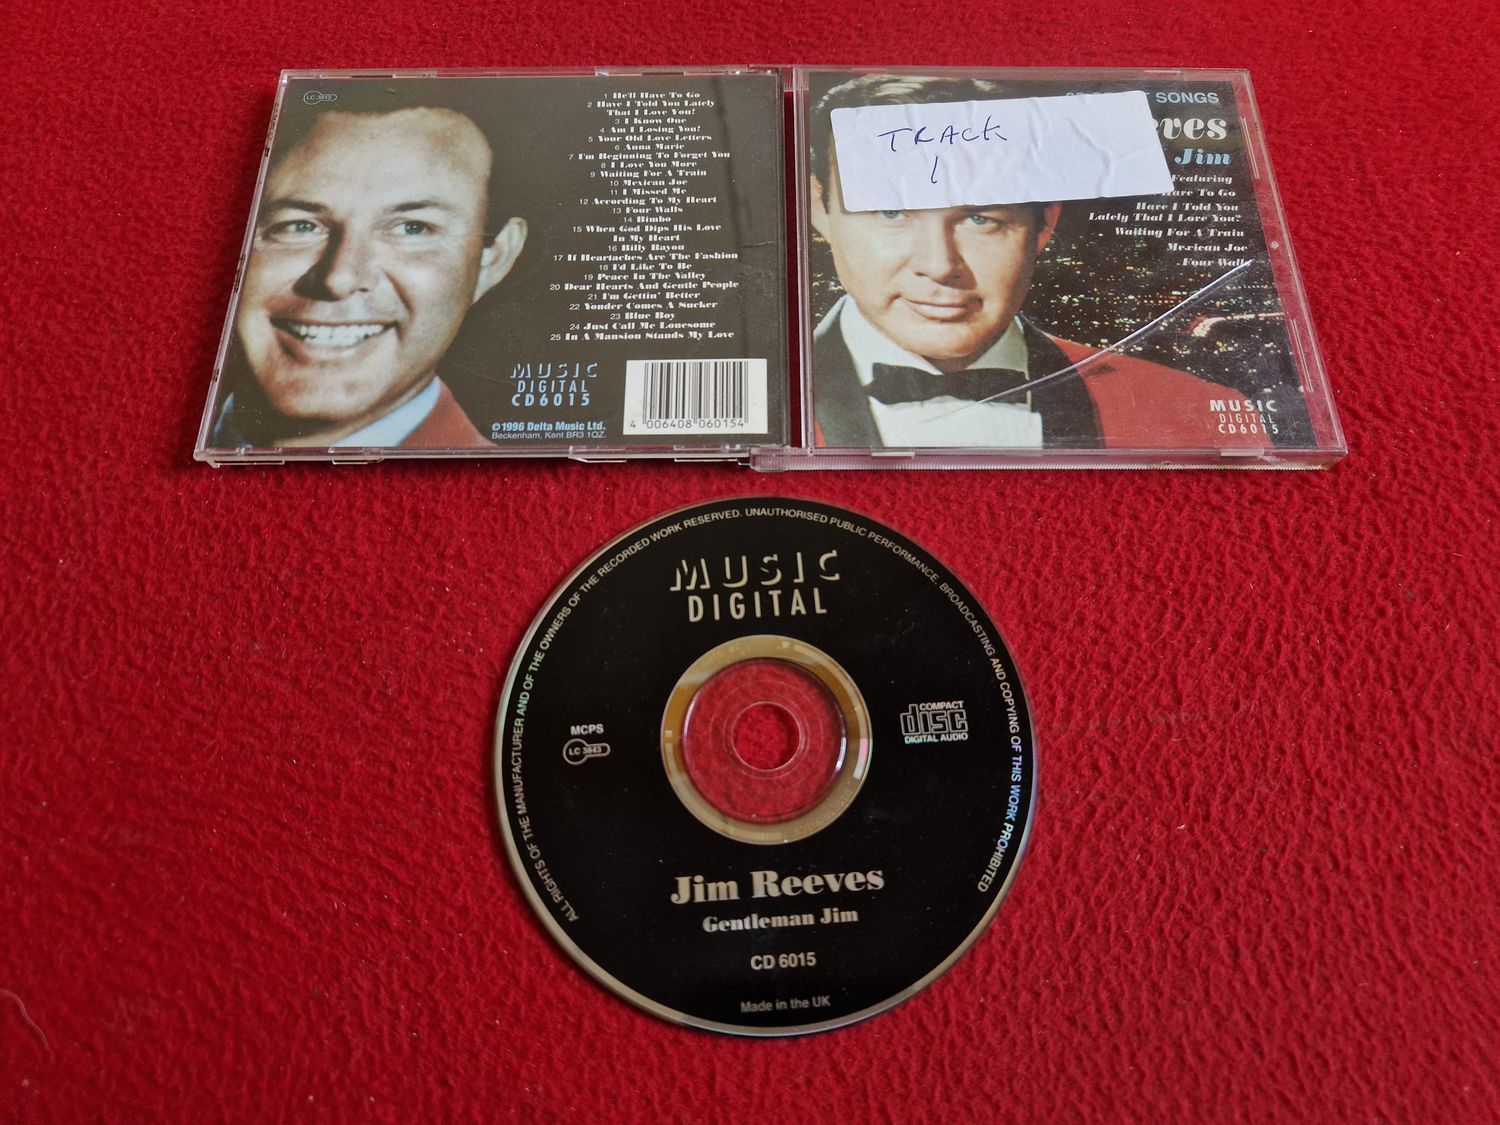 LC 3843
1 He'll Have To Go
2 Have I Told You Lately
That I Love You?
3 I Know One
4 Am I Losing You?
5 Your Old Love Letters
6 Anna Marie
7 I'm Beginning To Forget You
8 I Love You More
9 Waiting For A Train
10 Mexican Joe
11 I Missed Me
12 According To My Heart
13 Four Walls
14 Bimbo
15 When God Dips His Love
In My Heart
16 Billy Bayou
17 If Heartaches Are The Fashion
18 I'd Like To Be
19 Peace In The Valley
20 Dear Hearts And Gentle People
21 I'm Gettin' Better
22 Yonder Comes A Sucker
23 Blue Boy
24 Just Call Me Lonesome
25 In A Mansion Stands My Love
MUSIC
DIGITAL
CD6015
©1996 Delta Music Ltd.
Beckenham, Kent BR3 1QZ.
4 006408 060154
SONGS
TRACK
1
eves
Jim
Featuring
Have To Go
Have I Told You
Lately That I Love You?
Waiting For A Train
Mexican Joe
Four Walls
MUSIC
DIGITAL
CD6015
ALL RIGHTS OF THE MANUFACTURER AND OF THE OWNERS OF THE RECORDED WORK RESERVED. UNAUTHORISED PUBLIC PERFORMANCE, BROADCASTING AND COPYING OF THIS WORK PROHIBITED
MUSIC
DIGITAL
MCPS
LC 3843
COMPACT
disc
DIGITAL AUDIO
Jim Reeves
Gentleman Jim
CD 6015
Made in the UK